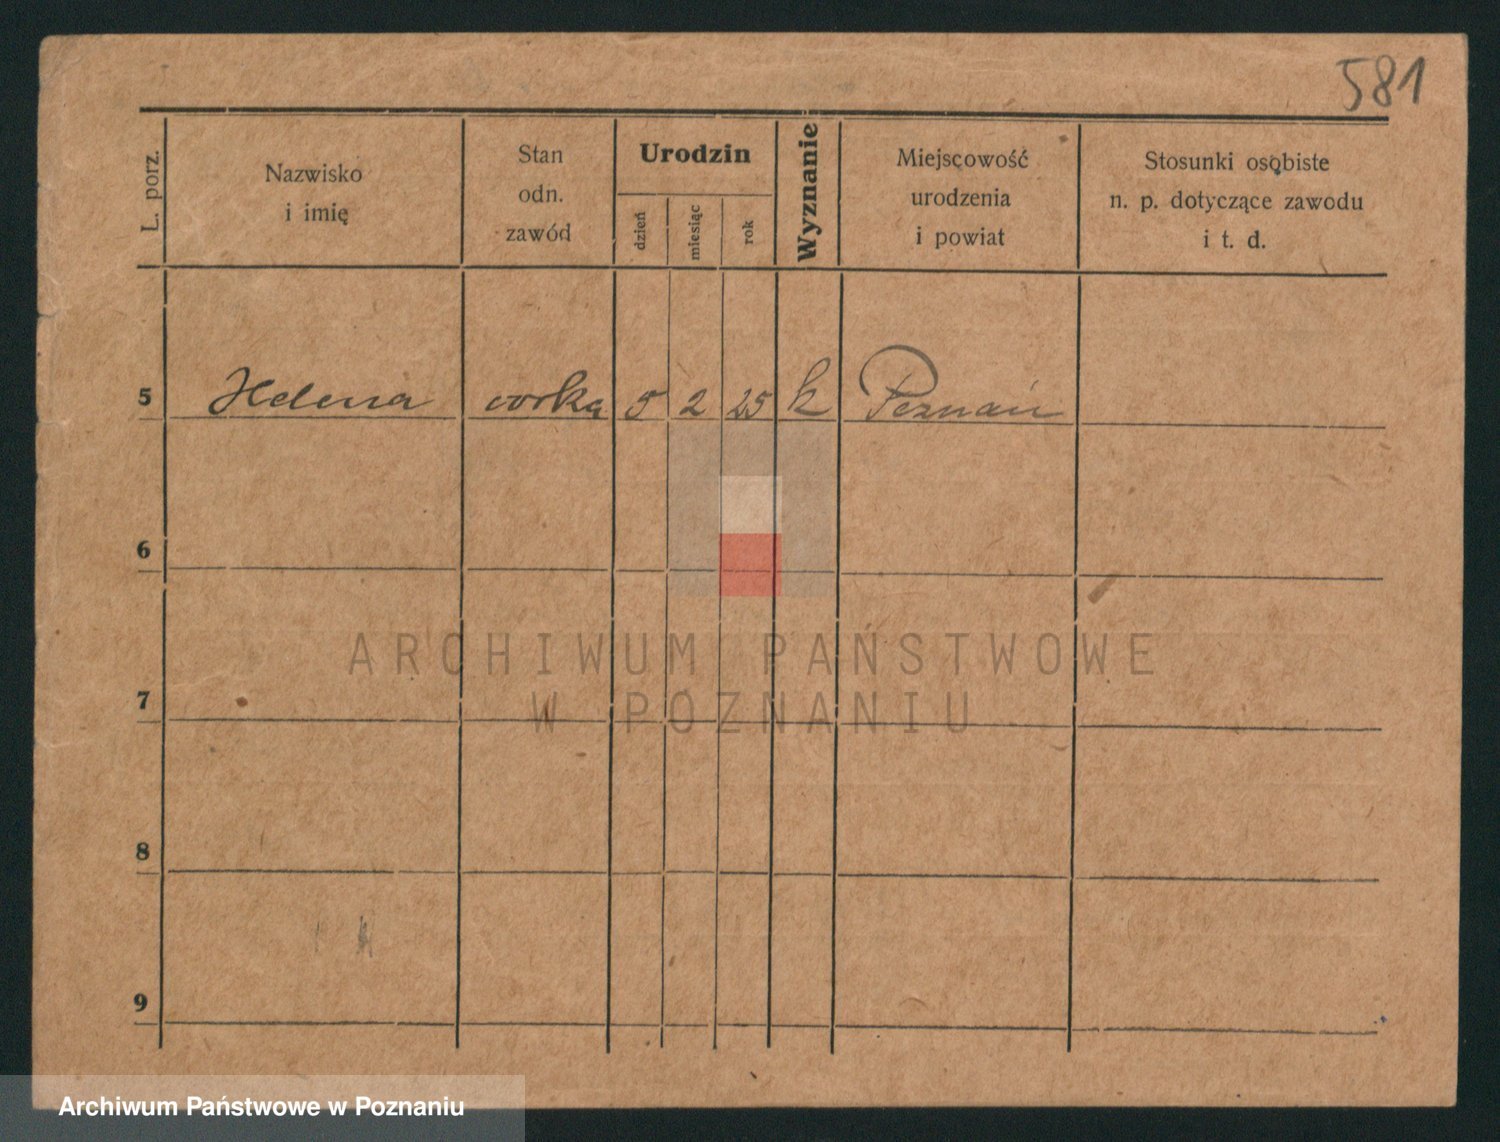 581
L. porz.
Nazwisko
i imię
Stan
odn.
zawód
Urodzin
dzień
miesiąc
rok
Wyznanie
Miejscowość
urodzenia
i powiat
Stosunki osobiste
n. p. dotyczące zawodu
i t. d.
5 Helena corka 5 2 25 k Poznań
6
ARCHIWUM PAŃSTWOWE
7
W POZNANIU
8
9
Archiwum Państwowe w Poznaniu